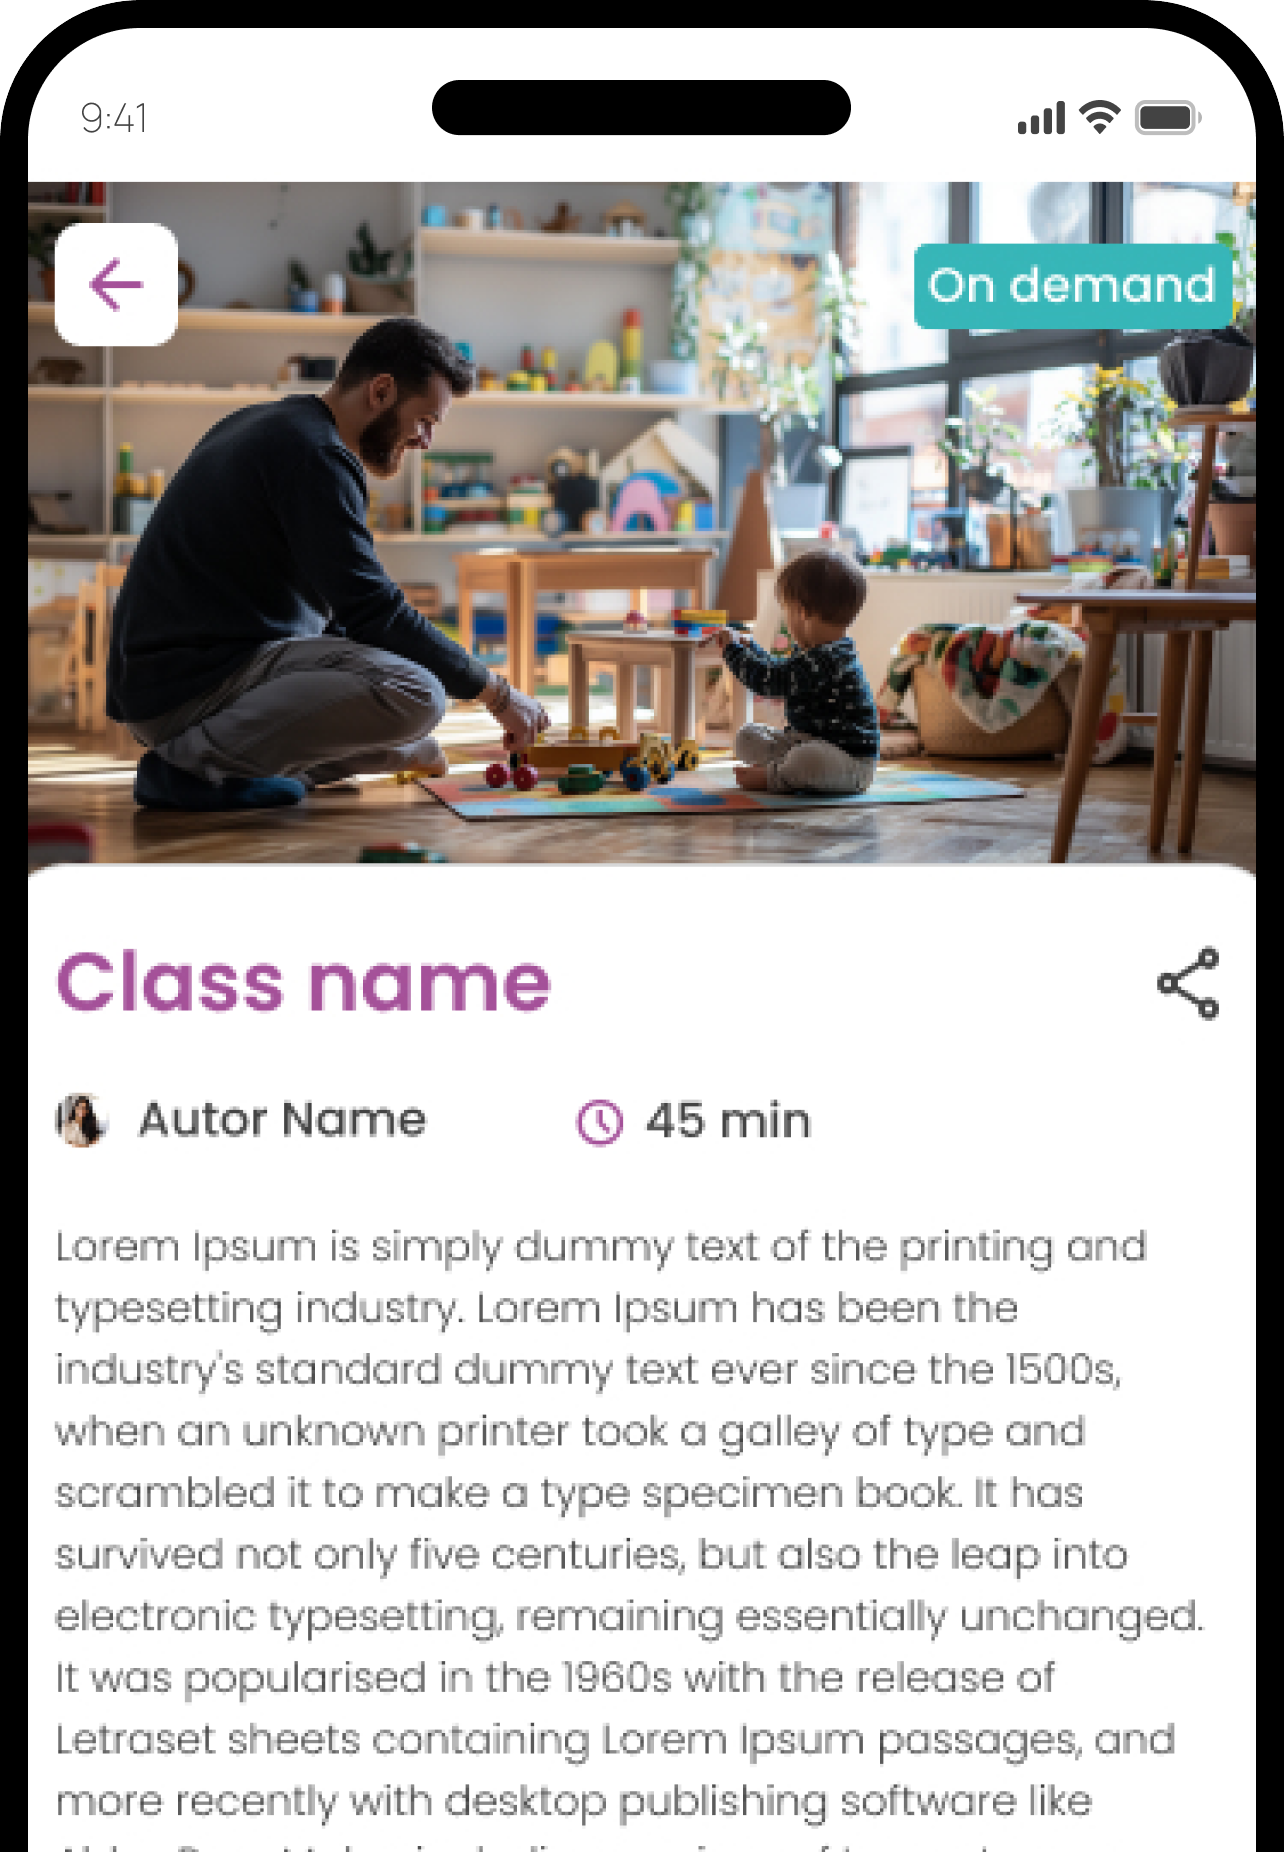 9:41
On demand
Class name
Autor Name
45 min
Lorem Ipsum is simply dummy text of the printing and
typesetting industry. Lorem Ipsum has been the
industry's standard dummy text ever since the 1500s,
when an unknown printer took a galley of type and
scrambled it to make a type specimen book. It has
survived not only five centuries, but also the leap into
electronic typesetting, remaining essentially unchanged.
It was popularised in the 1960s with the release of
Letraset sheets containing Lorem Ipsum passages, and
more recently with desktop publishing software like